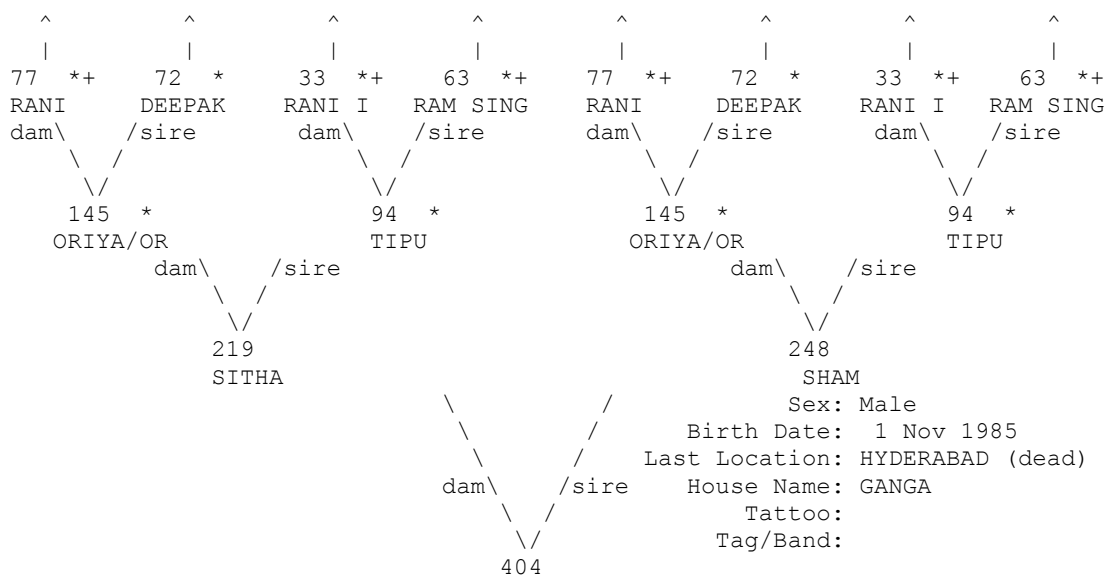 ^ ^ ^ ^ ^ ^ ^ ^
| | | | | | | |
77 *+ 72 * 33 *+ 63 *+ 77 *+ 72 * 33 *+ 63 *+
RANI DEEPAK RANI I RAM SING RANI DEEPAK RANI I RAM SING
dam\ /sire dam\ /sire dam\ /sire dam\ /sire
\ / \ / \ / \ /
\/ \/ \/ \/
145 * 94 * 145 * 94 *
ORIYA/OR TIPU ORIYA/OR TIPU
dam\ /sire dam\ /sire
\ / \ /
\/ \/
219 248
SITHA SHAM
\ / Sex: Male
\ / Birth Date: 1 Nov 1985
\ / Last Location: HYDERABAD (dead)
dam\ /sire House Name: GANGA
\ / Tattoo:
\/ Tag/Band:
404